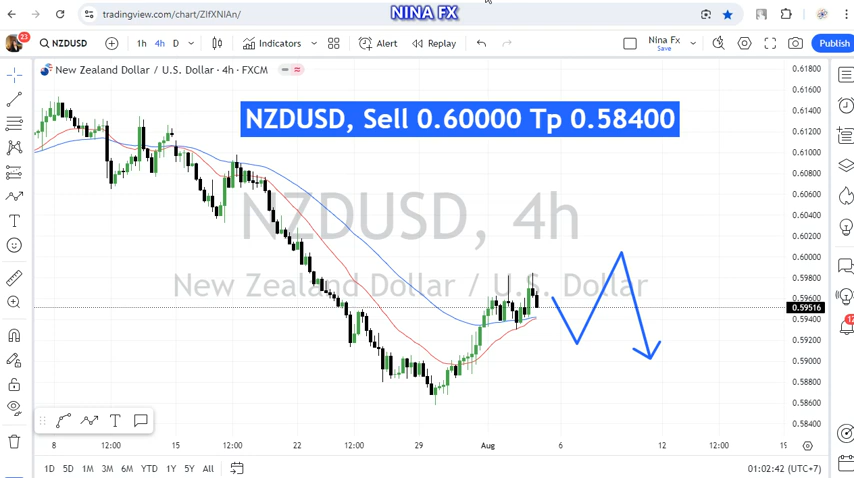 NINA FX
tradingview.com/chart/ZIfXNIAn/
23
NZDUSD
1h 4h D
Indicators
Alert
Replay
Nina Fx
Save
Publish
New Zealand Dollar / U.S. Dollar · 4h · FXCM
NZDUSD, Sell 0.60000 Tp 0.58400
NZDUSD, 4h
New Zealand Dollar / U.S. Dollar
0.61800
0.61600
0.61400
0.61200
0.61000
0.60800
0.60600
0.60400
0.60200
0.60000
0.59800
0.59600
0.59516
0.59400
0.59200
0.59000
0.58800
0.58600
0.58400
8 12:00 15 12:00 22 12:00 29 Aug 6 12 12:00 15
1D 5D 1M 3M 6M YTD 1Y 5Y All
01:02:42 (UTC+7)